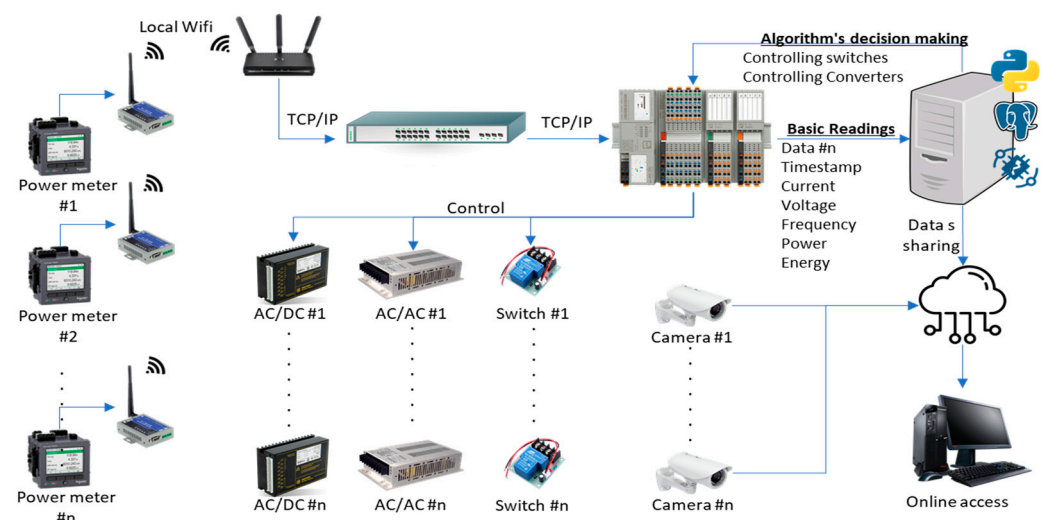 Local Wifi
Algorithm's decision making
Controlling switches
Controlling Converters
TCP/IP
TCP/IP
Basic Readings
Data #n
Timestamp
Current
Voltage
Frequency
Power
Energy
Power meter
#1
Control
Data s
sharing
Power meter
#2
AC/DC #1
AC/AC #1
Switch #1
Camera #1
Power meter
#n
AC/DC #n
AC/AC #n
Switch #n
Camera #n
Online access